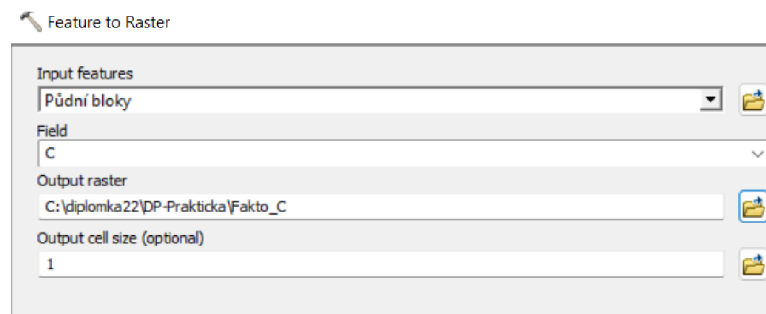 Feature to Raster
Input features
Půdní bloky
Field
C
Output raster
C:\diplomka22\DP-Prakticka\Fakto_C
Output cell size (optional)
1